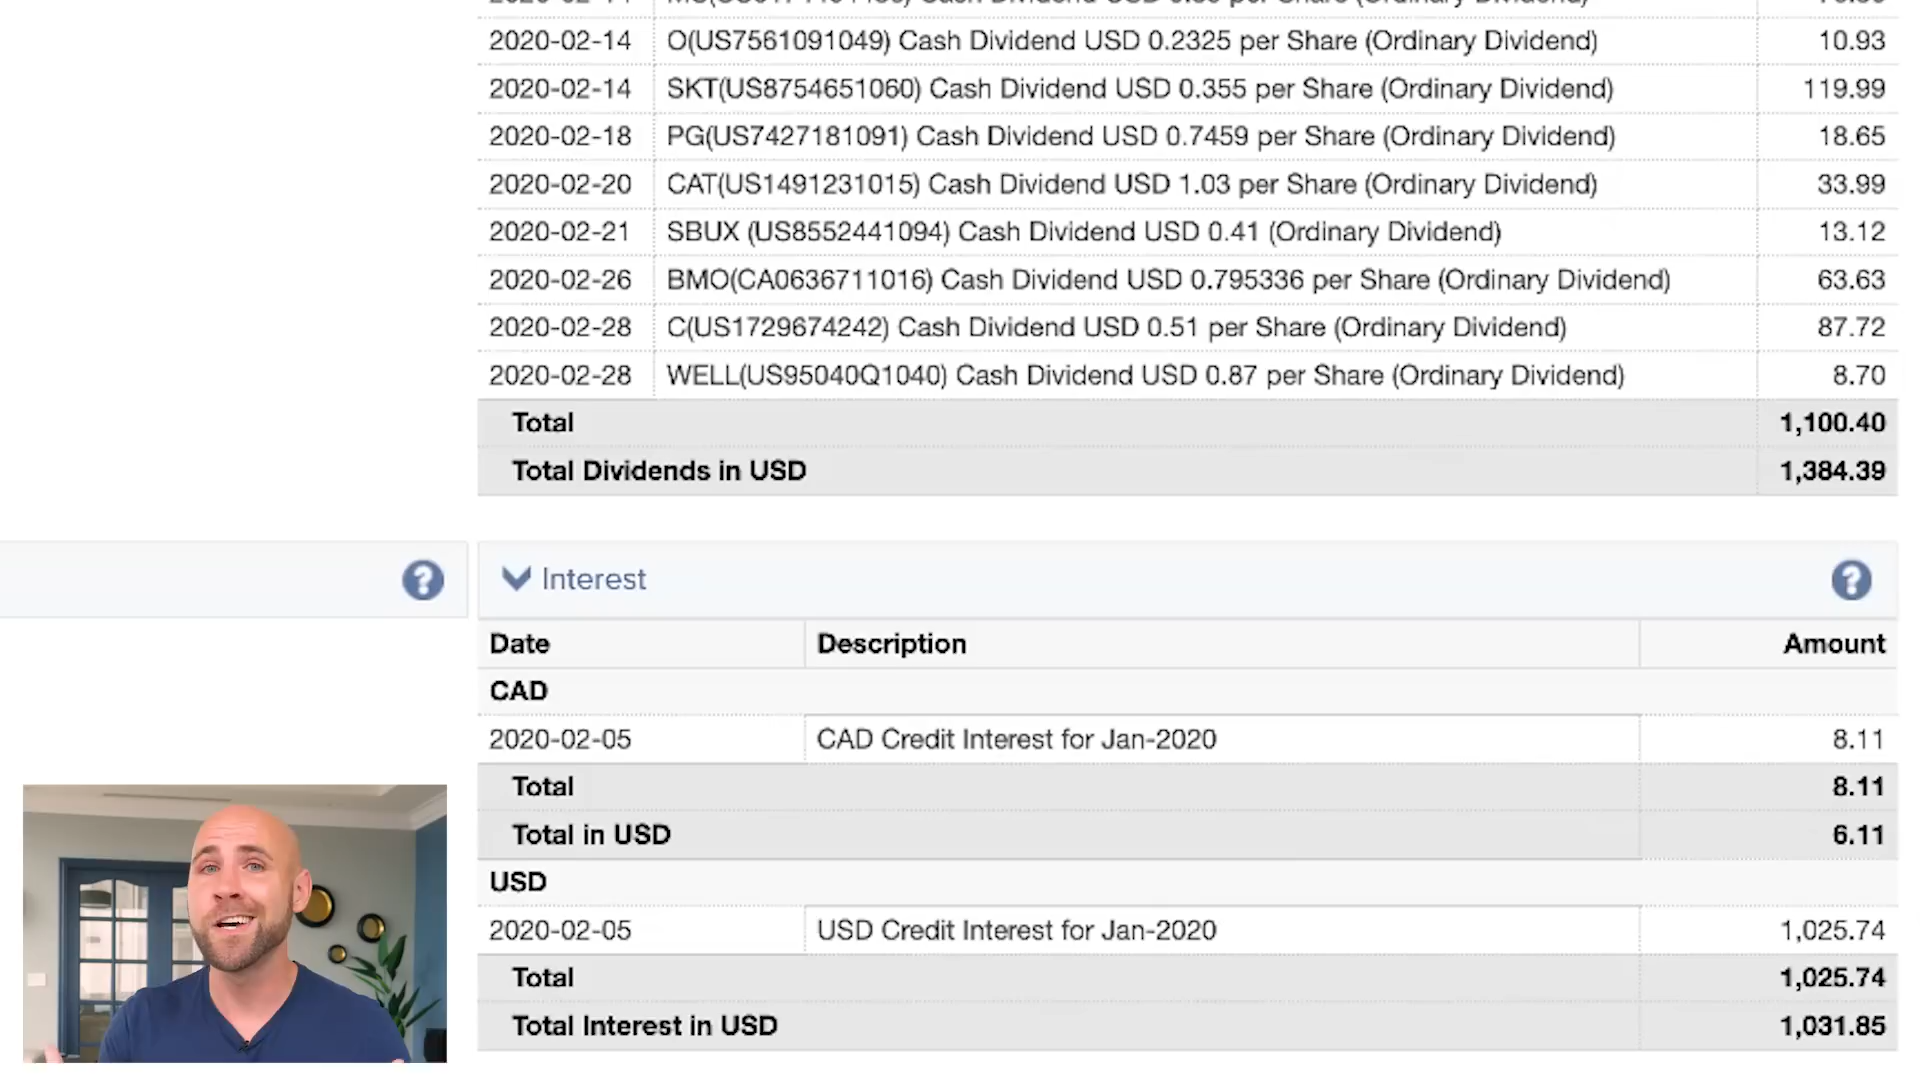 2020-02-14 O(US7561091049) Cash Dividend USD 0.2325 per Share (Ordinary Dividend) 10.93
2020-02-14 SKT(US8754651060) Cash Dividend USD 0.355 per Share (Ordinary Dividend) 119.99
2020-02-18 PG(US7427181091) Cash Dividend USD 0.7459 per Share (Ordinary Dividend) 18.65
2020-02-20 CAT(US1491231015) Cash Dividend USD 1.03 per Share (Ordinary Dividend) 33.99
2020-02-21 SBUX (US8552441094) Cash Dividend USD 0.41 (Ordinary Dividend) 13.12
2020-02-26 BMO(CA0636711016) Cash Dividend USD 0.795336 per Share (Ordinary Dividend) 63.63
2020-02-28 C(US1729674242) Cash Dividend USD 0.51 per Share (Ordinary Dividend) 87.72
2020-02-28 WELL(US95040Q1040) Cash Dividend USD 0.87 per Share (Ordinary Dividend) 8.70
Total 1,100.40
Total Dividends in USD 1,384.39
? Interest ?
Date Description Amount
CAD
2020-02-05 CAD Credit Interest for Jan-2020 8.11
Total 8.11
Total in USD 6.11
USD
2020-02-05 USD Credit Interest for Jan-2020 1,025.74
Total 1,025.74
Total Interest in USD 1,031.85